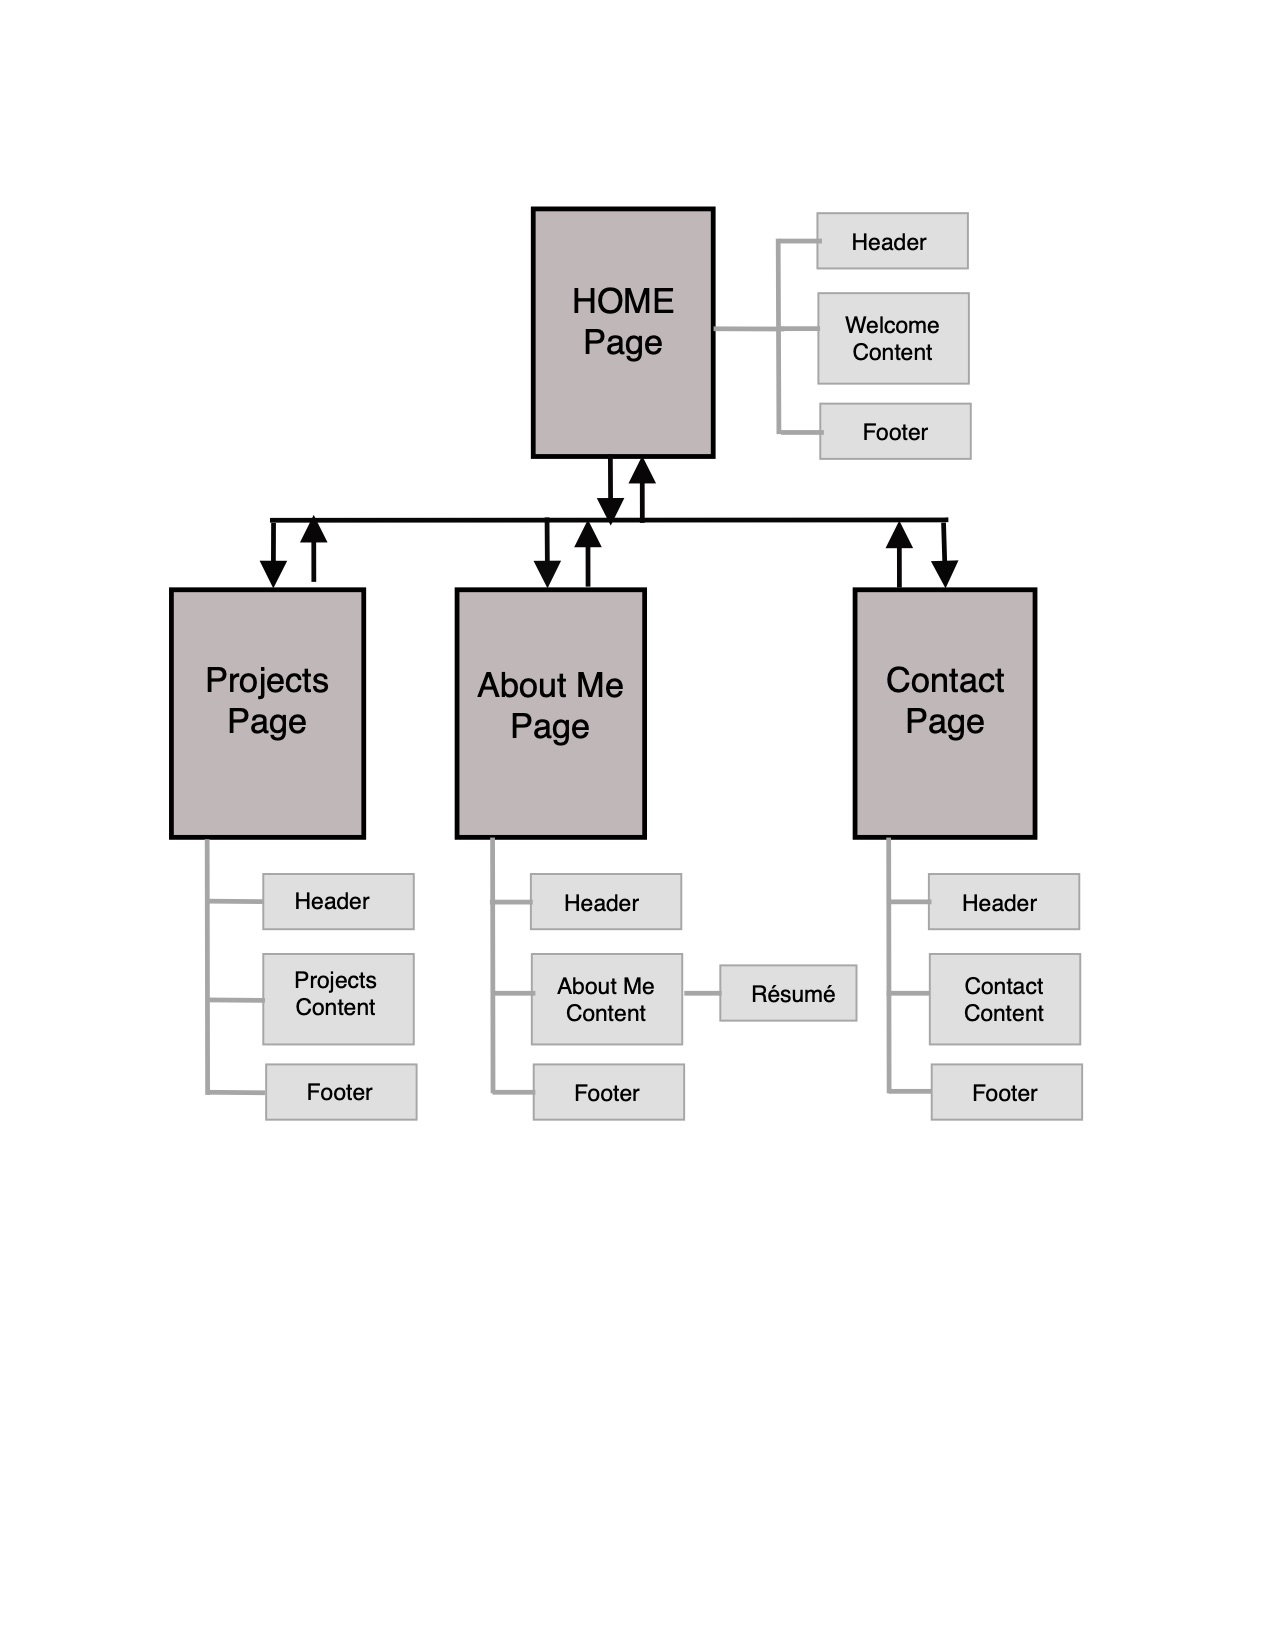 HOME
Page
Header
Welcome
Content
Footer
Projects
Page
About Me
Page
Contact
Page
Header
Projects
Content
Footer
Header
About Me
Content
Résumé
Footer
Header
Contact
Content
Footer